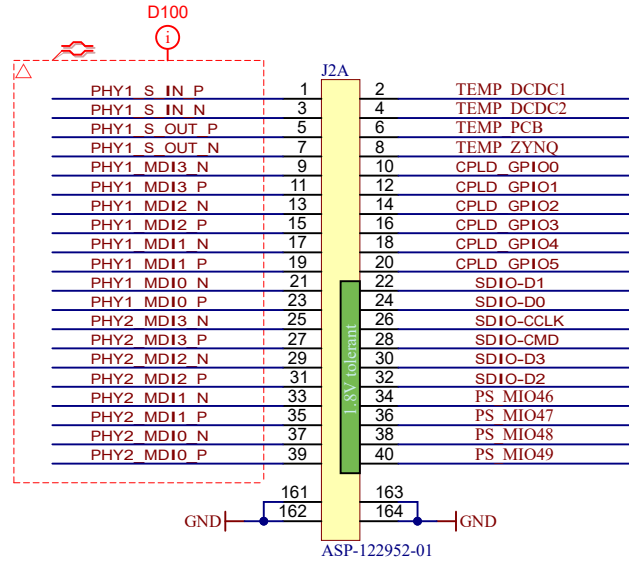 D100
i
J2A
PHY1_S_IN_P 1 2 TEMP_DCDC1
PHY1_S_IN_N 3 4 TEMP_DCDC2
PHY1_S_OUT_P 5 6 TEMP_PCB
PHY1_S_OUT_N 7 8 TEMP_ZYNQ
PHY1_MDI3_N 9 10 CPLD_GPIO0
PHY1_MDI3_P 11 12 CPLD_GPIO1
PHY1_MDI2_N 13 14 CPLD_GPIO2
PHY1_MDI2_P 15 16 CPLD_GPIO3
PHY1_MDI1_N 17 18 CPLD_GPIO4
PHY1_MDI1_P 19 20 CPLD_GPIO5
PHY1_MDI0_N 21 22 SDIO-D1
PHY1_MDI0_P 23 24 SDIO-D0
PHY2_MDI3_N 25 26 SDIO-CCLK
PHY2_MDI3_P 27 28 SDIO-CMD
PHY2_MDI2_N 29 30 SDIO-D3
PHY2_MDI2_P 31 32 SDIO-D2
PHY2_MDI1_N 33 34 PS_MIO46
PHY2_MDI1_P 35 36 PS_MIO47
PHY2_MDI0_N 37 38 PS_MIO48
PHY2_MDI0_P 39 40 PS_MIO49
1.8V tolerant
161 163
GND 162 164 GND
ASP-122952-01